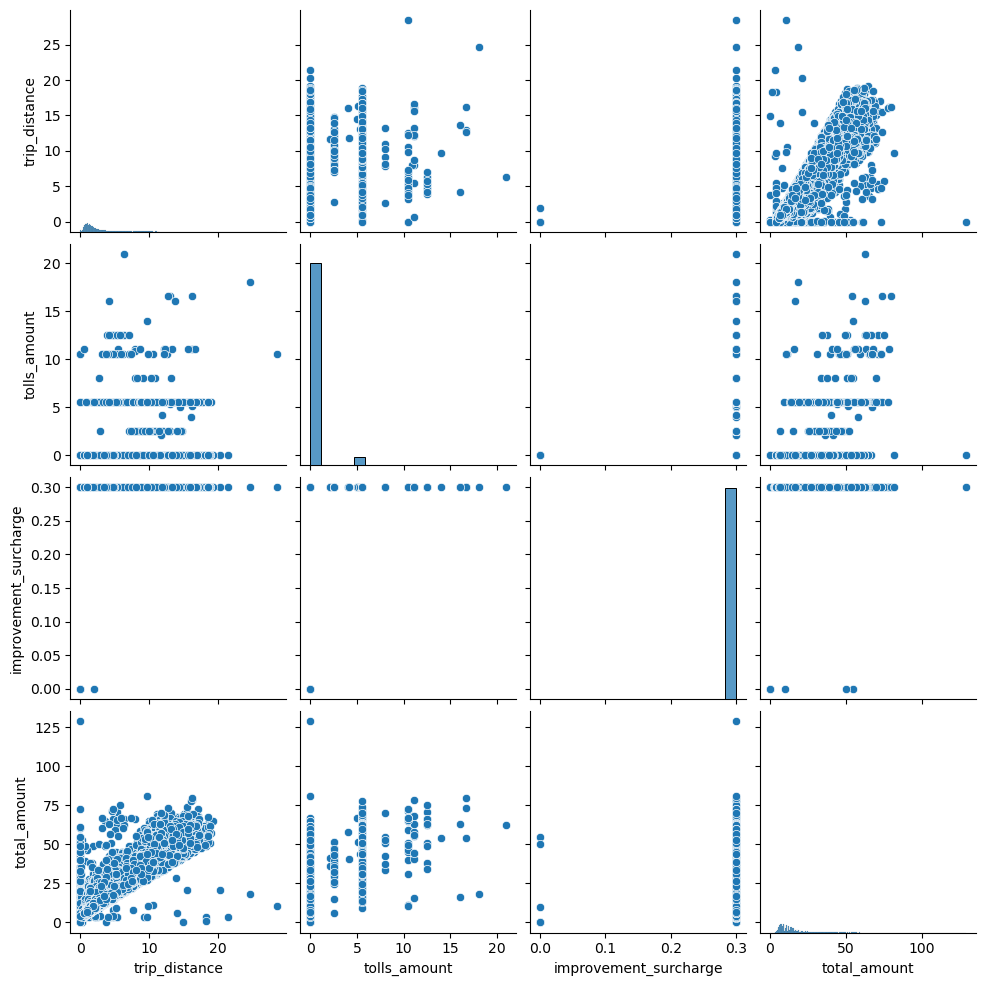 25
20
15
10
5
0
trip_distance
20
15
10
5
0
tolls_amount
0.30
0.25
0.20
0.15
0.10
0.05
0.00
improvement_surcharge
125
100
75
50
25
0
total_amount
0 10 20
trip_distance
0 5 10 15 20
tolls_amount
0.0 0.1 0.2 0.3
improvement_surcharge
0 50 100
total_amount